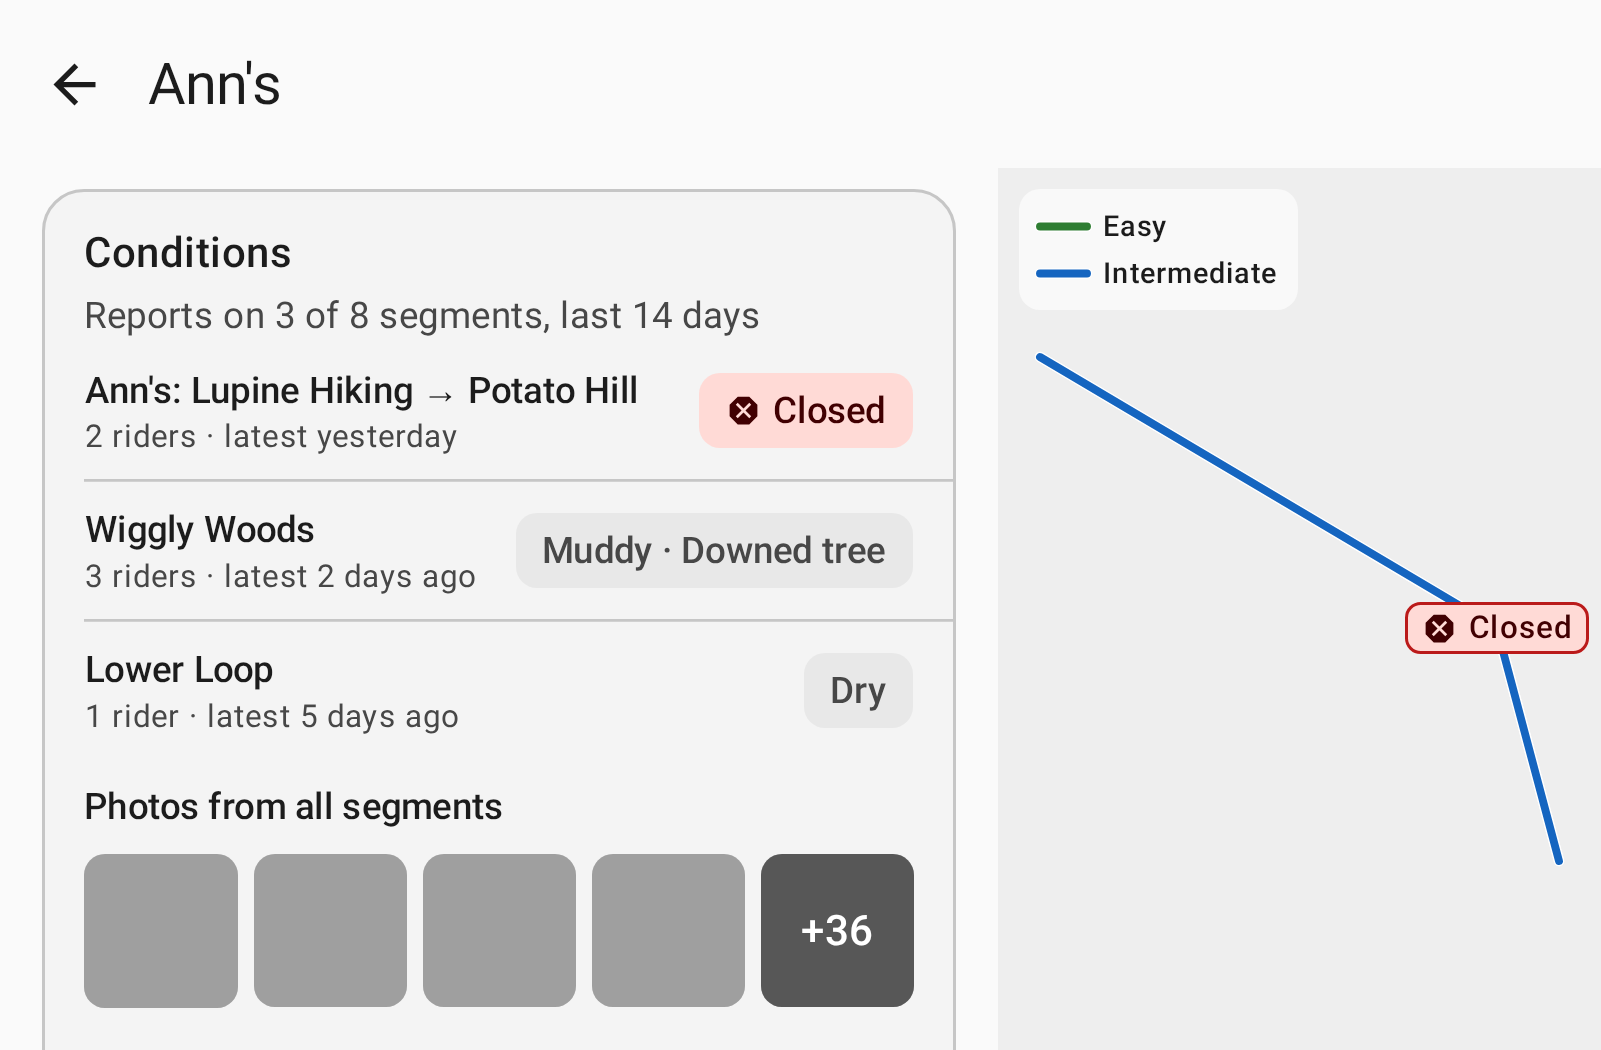 Ann's
Conditions
Reports on 3 of 8 segments, last 14 days
Ann's: Lupine Hiking → Potato Hill
2 riders · latest yesterday
Closed
Wiggly Woods
3 riders · latest 2 days ago
Muddy · Downed tree
Lower Loop
1 rider · latest 5 days ago
Dry
Photos from all segments
+36
Easy
Intermediate
Closed